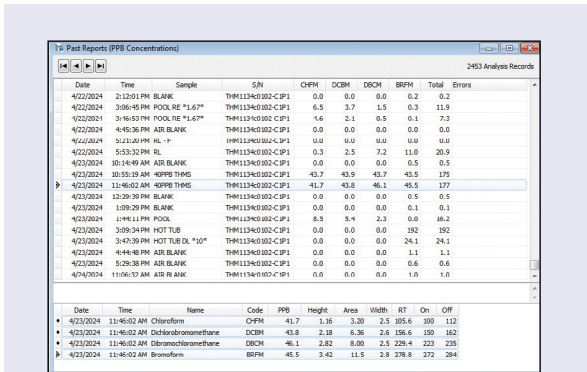 Past Reports (PPB Concentrations)
2453 Analysis Records
Date Time Sample S/N CHFM DCBM DBCM BRFM Total Errors
4/22/2024 2:12:01 PM BLANK THM1134c0102-C1P1 0.0 0.0 0.0 0.2 0.2
4/22/2024 3:06:45 PM POOL RE *1.67* THM1134c0102-C1P1 6.5 3.7 1.5 0.3 11.9
4/22/2024 3:46:53 PM POOL RE *1.67* THM1134c0102-C1P1 4.6 2.1 0.5 0.1 7.3
4/22/2024 4:45:36 PM AIR BLANK THM1134c0102-C1P1 0.0 0.0 0.0 0.0 0.0
4/22/2024 5:21:20 PM RL - F THM1134c0102-C1P1 0.0 0.0 0.0 0.0 0.0
4/22/2024 5:53:32 PM RL THM1134c0102-C1P1 0.3 2.5 7.2 11.0 20.9
4/23/2024 10:14:49 AM AIR BLANK THM1134c0102-C1P1 0.0 0.0 0.0 0.5 0.5
4/23/2024 10:55:19 AM 40PPB THMS THM1134c0102-C1P1 43.7 43.9 43.7 43.5 175
4/23/2024 11:46:02 AM 40PPB THMS THM1134c0102-C1P1 41.7 43.8 46.1 45.5 177
4/23/2024 12:29:39 PM BLANK THM1134c0102-C1P1 0.0 0.0 0.0 0.5 0.5
4/23/2024 1:09:29 PM BLANK THM1134c0102-C1P1 0.0 0.0 0.0 0.1 0.1
4/23/2024 1:44:11 PM POOL THM1134c0102-C1P1 8.5 5.4 2.3 0.0 16.2
4/23/2024 3:09:34 PM HOT TUB THM1134c0102-C1P1 0.0 0.0 0.0 192 192
4/23/2024 3:47:39 PM HOT TUB DL *10* THM1134c0102-C1P1 0.0 0.0 0.0 24.1 24.1
4/23/2024 4:44:48 PM AIR BLANK THM1134c0102-C1P1 0.0 0.0 0.0 1.1 1.1
4/23/2024 5:29:38 PM AIR BLANK THM1134c0102-C1P1 0.0 0.0 0.0 0.6 0.6
4/24/2024 11:06:32 AM AIR BLANK THM1134c0102-C1P1 0.0 0.0 0.0 1.0 1.0
Date Time Name Code PPB Height Area Width RT On Off
4/23/2024 11:46:02 AM Chloroform CHFM 41.7 1.16 3.20 2.5 105.6 100 112
4/23/2024 11:46:02 AM Dichlorobromomethane DCBM 43.8 2.18 6.36 2.6 156.6 150 162
4/23/2024 11:46:02 AM Dibromochloromethane DBCM 46.1 2.82 8.00 2.5 229.4 223 235
4/23/2024 11:46:02 AM Bromoform BRFM 45.5 3.42 11.5 2.8 278.8 272 284